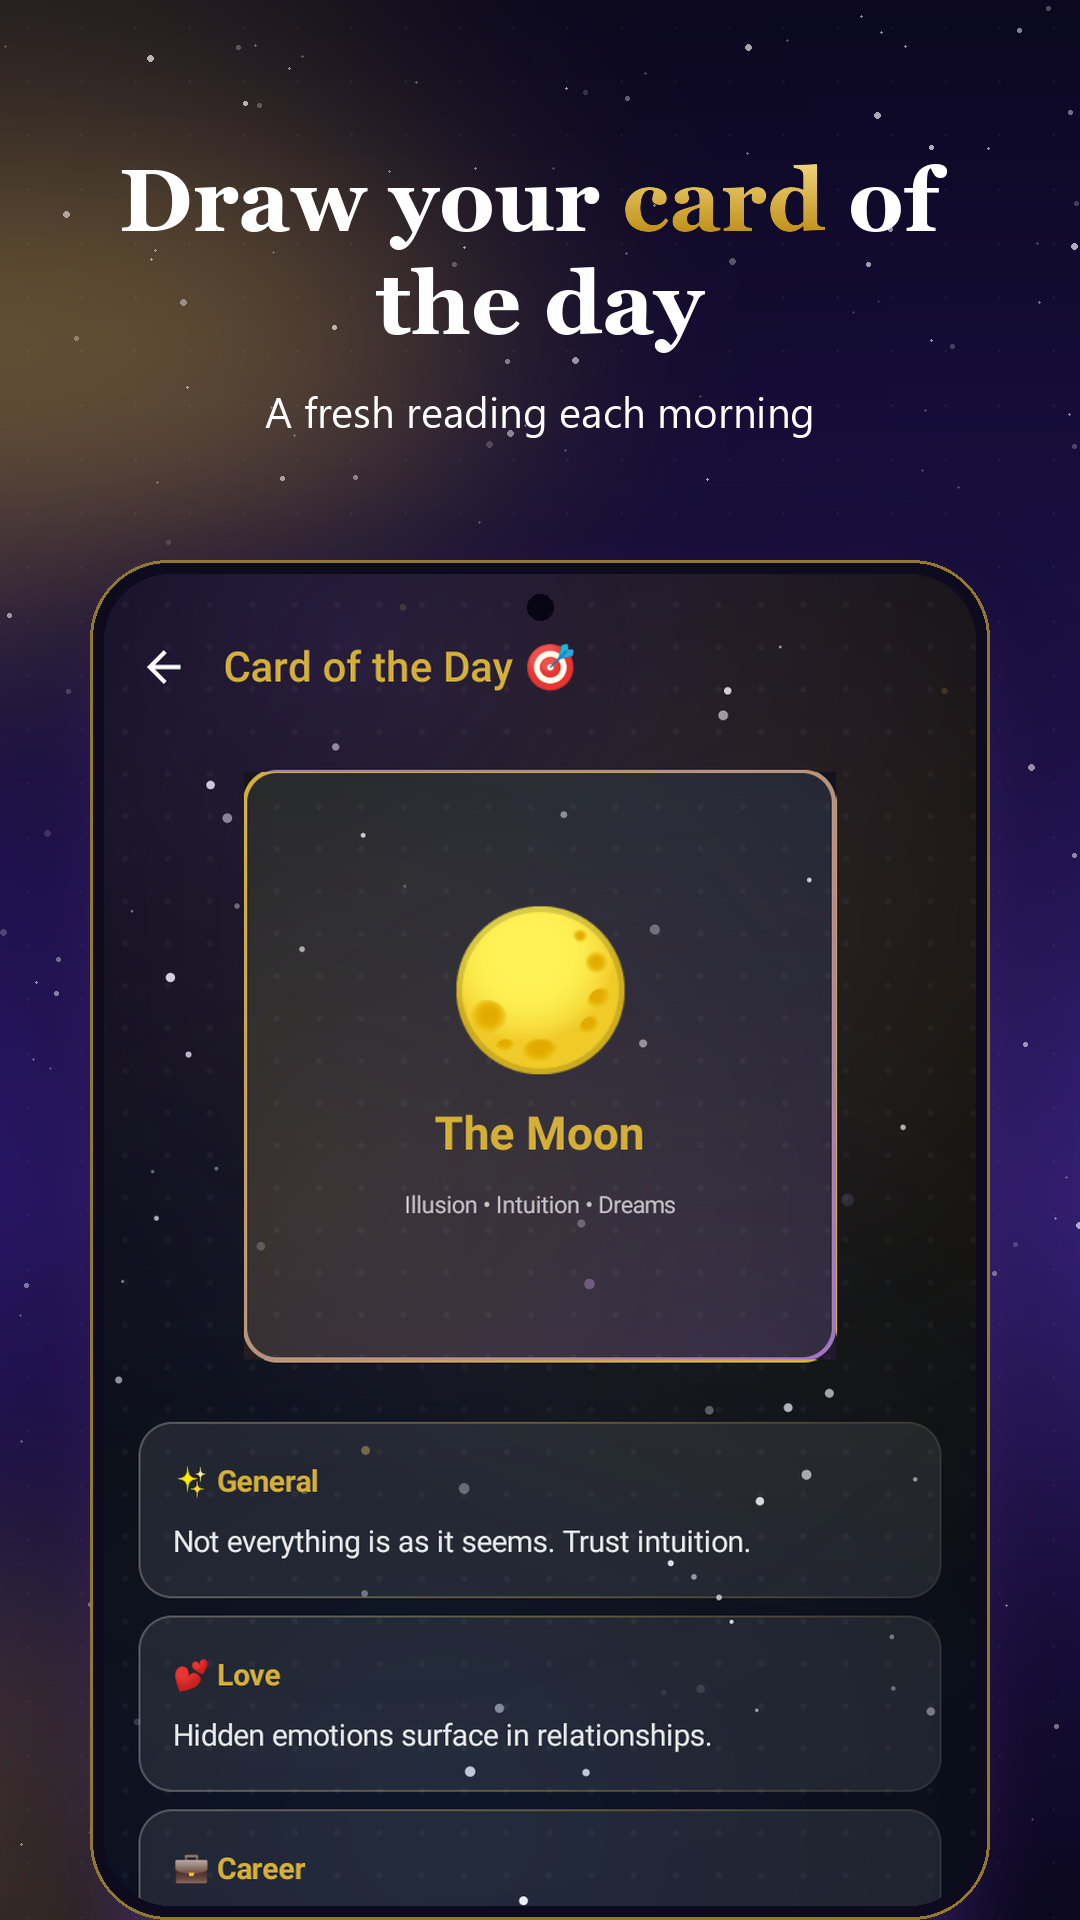 Draw your card of
the day
A fresh reading each morning
Card of the Day
The Moon
Illusion • Intuition • Dreams
General
Not everything is as it seems. Trust intuition.
Love
Hidden emotions surface in relationships.
Career